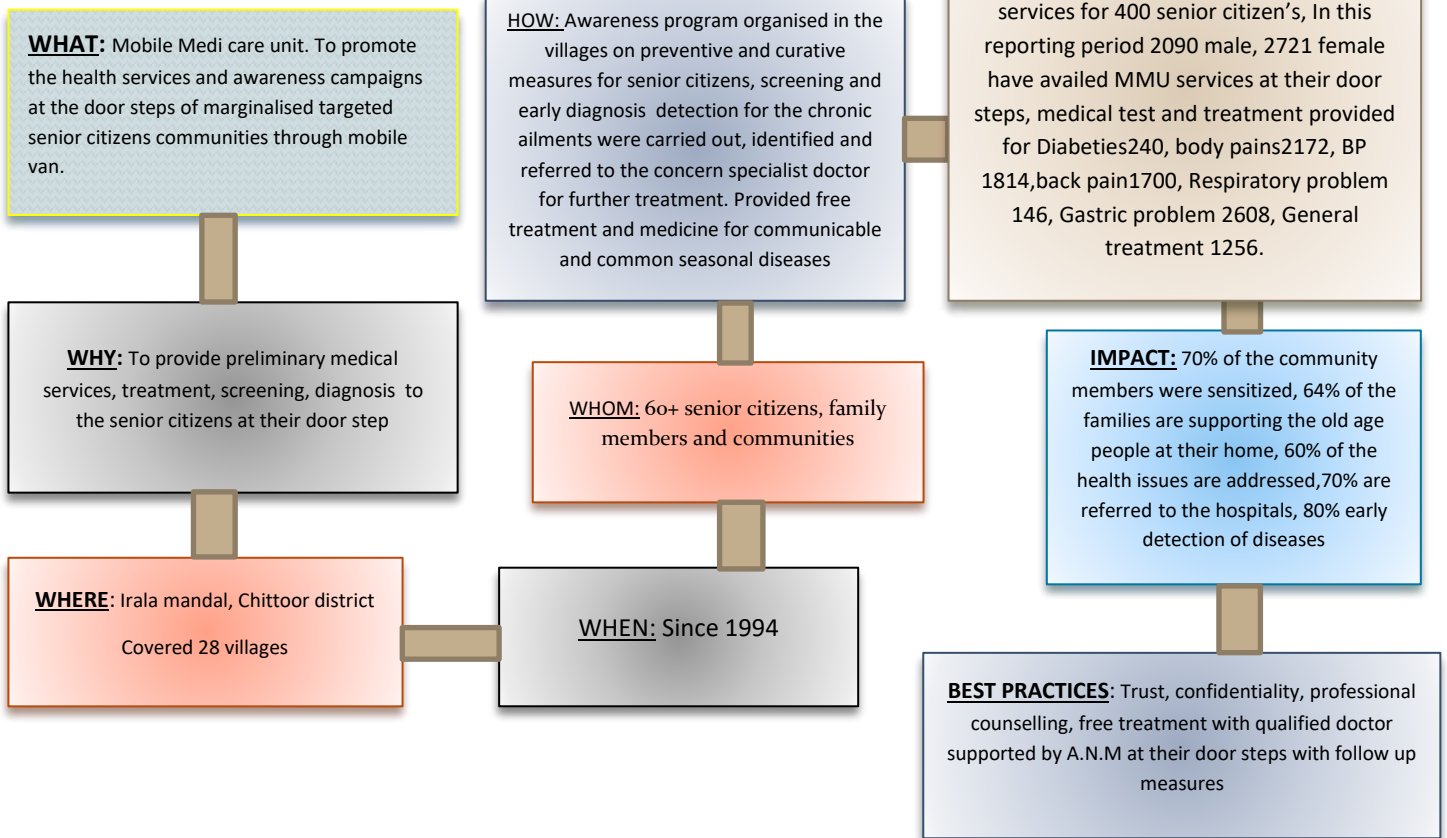 WHAT: Mobile Medi care unit. To promote
the health services and awareness campaigns
at the door steps of marginalised targeted
senior citizens communities through mobile
van.
WHY: To provide preliminary medical
services, treatment, screening, diagnosis to
the senior citizens at their door step
WHERE: Irala mandal, Chittoor district
Covered 28 villages
WHEN: Since 1994
WHOM: 60+ senior citizens, family
members and communities
HOW: Awareness program organised in the
villages on preventive and curative
measures for senior citizens, screening and
early diagnosis detection for the chronic
ailments were carried out, identified and
referred to the concern specialist doctor
for further treatment. Provided free
treatment and medicine for communicable
and common seasonal diseases
services for 400 senior citizen's, In this
reporting period 2090 male, 2721 female
have availed MMU services at their door
steps, medical test and treatment provided
for Diabeties240, body pains2172, BP
1814,back pain1700, Respiratory problem
146, Gastric problem 2608, General
treatment 1256.
IMPACT: 70% of the community
members were sensitized, 64% of the
families are supporting the old age
people at their home, 60% of the
health issues are addressed,70% are
referred to the hospitals, 80% early
detection of diseases
BEST PRACTICES: Trust, confidentiality, professional
counselling, free treatment with qualified doctor
supported by A.N.M at their door steps with follow up
measures